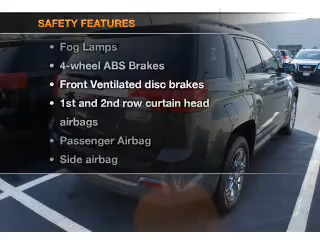 SAFETY FEATURES
• Fog Lamps
• 4-wheel ABS Brakes
• Front Ventilated disc brakes
• 1st and 2nd row curtain head
airbags
• Passenger Airbag
• Side airbag